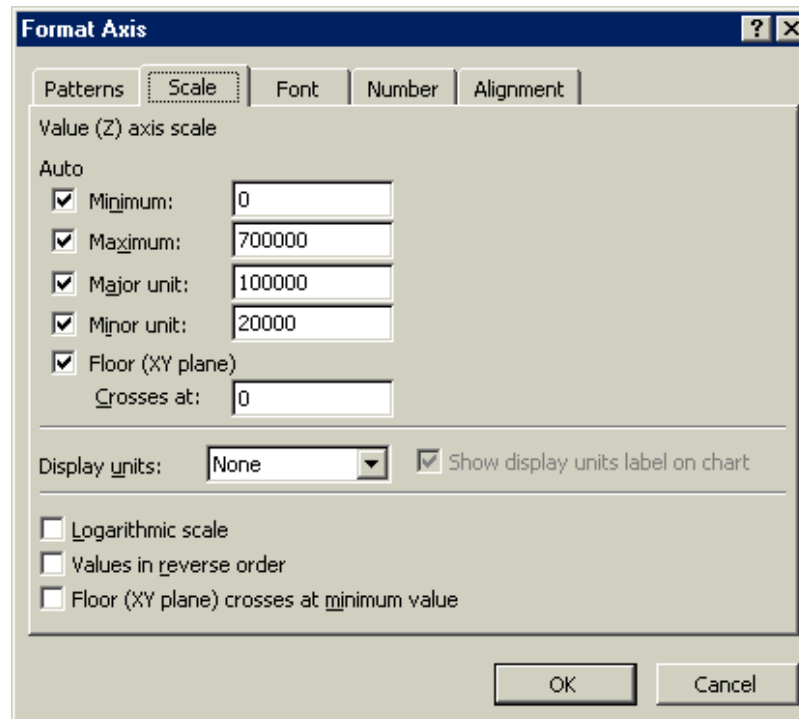 Format Axis
Patterns Scale Font Number Alignment
Value (Z) axis scale
Auto
Minimum: 0
Maximum: 700000
Major unit: 100000
Minor unit: 20000
Floor (XY plane)
Crosses at: 0
Display units: None Show display units label on chart
Logarithmic scale
Values in reverse order
Floor (XY plane) crosses at minimum value
OK Cancel